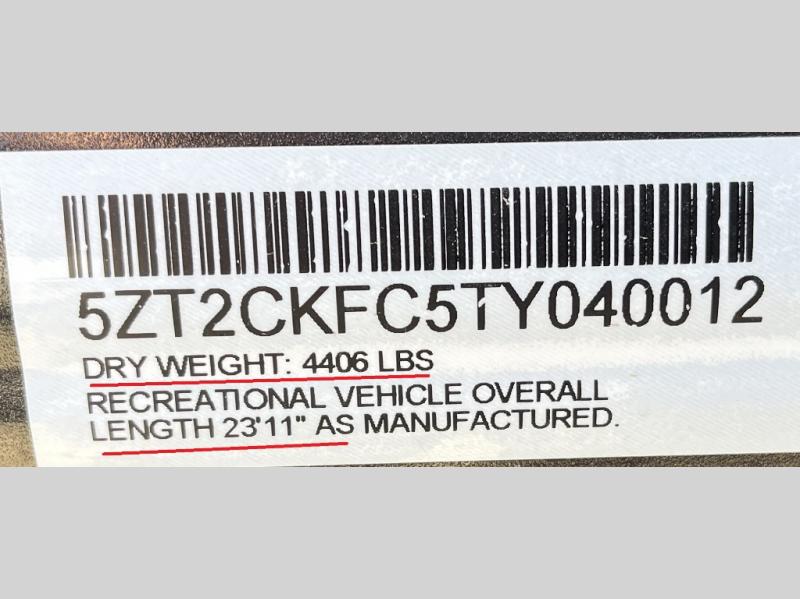 5ZT2CKFC5TY040012
DRY WEIGHT: 4406 LBS
RECREATIONAL VEHICLE OVERALL
LENGTH 23'11" AS MANUFACTURED.